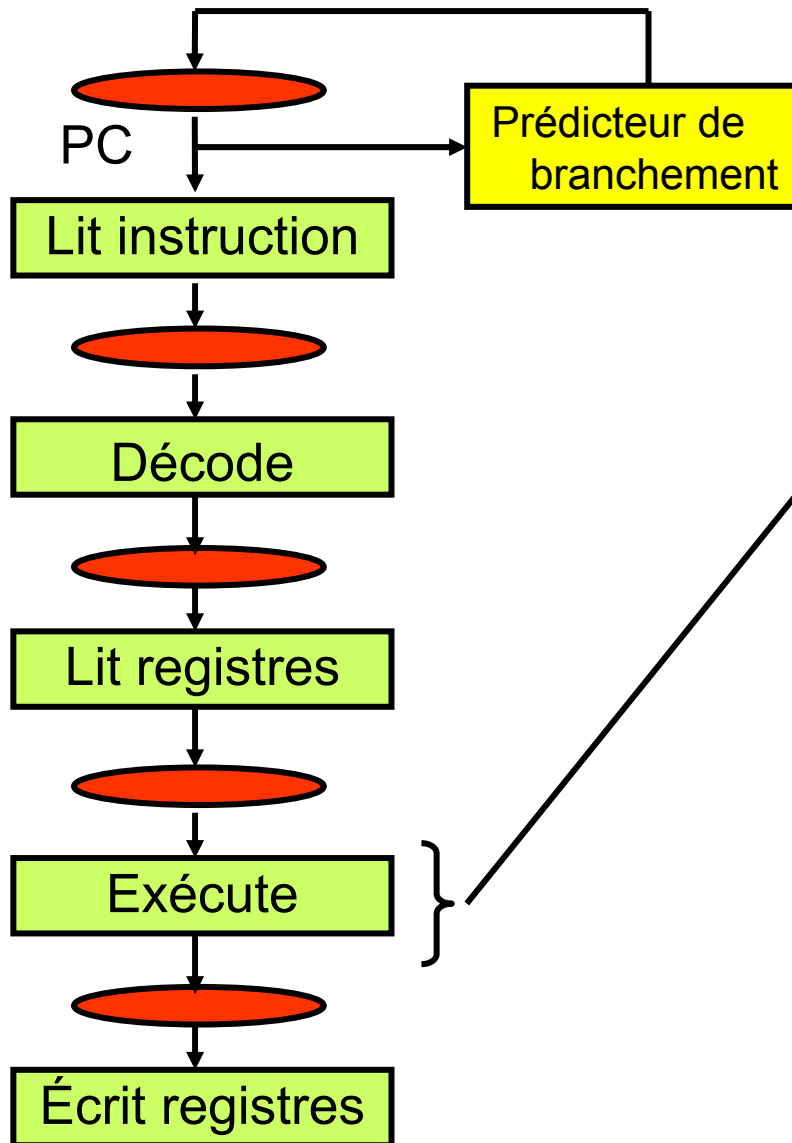 PC
Prédicteur de
branchement
Lit instruction
Décode
Lit registres
Exécute
Écrit registres